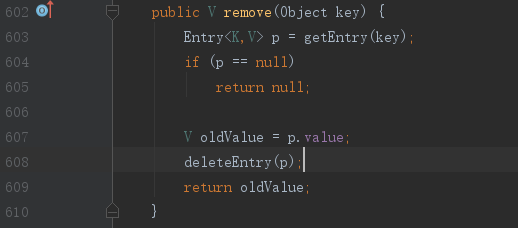 602 public V remove(Object key) {
603 Entry<K,V> p = getEntry(key);
604 if (p == null)
605 return null;
606
607 V oldValue = p.value;
608 deleteEntry(p);
609 return oldValue;
610 }